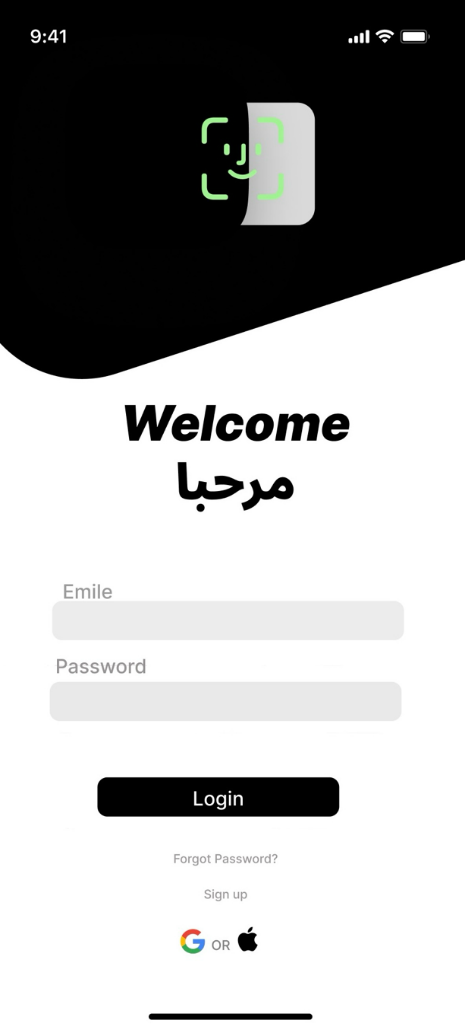 9:41
Welcome
مرحبا
Emile
Password
Login
Forgot Password?
Sign up
OR